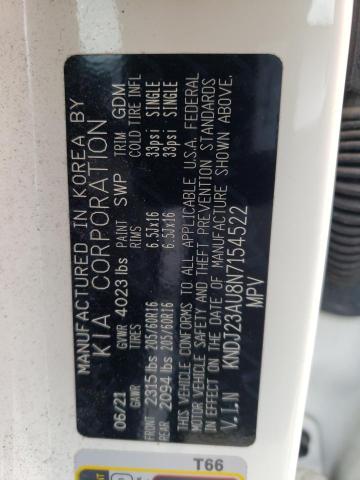 MANUFACTURED IN KOREA BY
KIA CORPORATION
06/21 GVWR 4023 lbs PAINT SWP TRIM GDM
GAWR TIRES RIMS COLD TIRE INFL
FRONT 2315 lbs 205/60R16 6.5Jx16 33psi SINGLE
REAR 2094 lbs 205/60R16 6.5Jx16 33psi SINGLE
THIS VEHICLE CONFORMS TO ALL APPLICABLE U.S.A. FEDERAL
MOTOR VEHICLE SAFETY AND THEFT PREVENTION STANDARDS
IN EFFECT ON THE DATE OF MANUFACTURE SHOWN ABOVE.
V.I.N KNDJ23AU8N7154522
MPV
T66